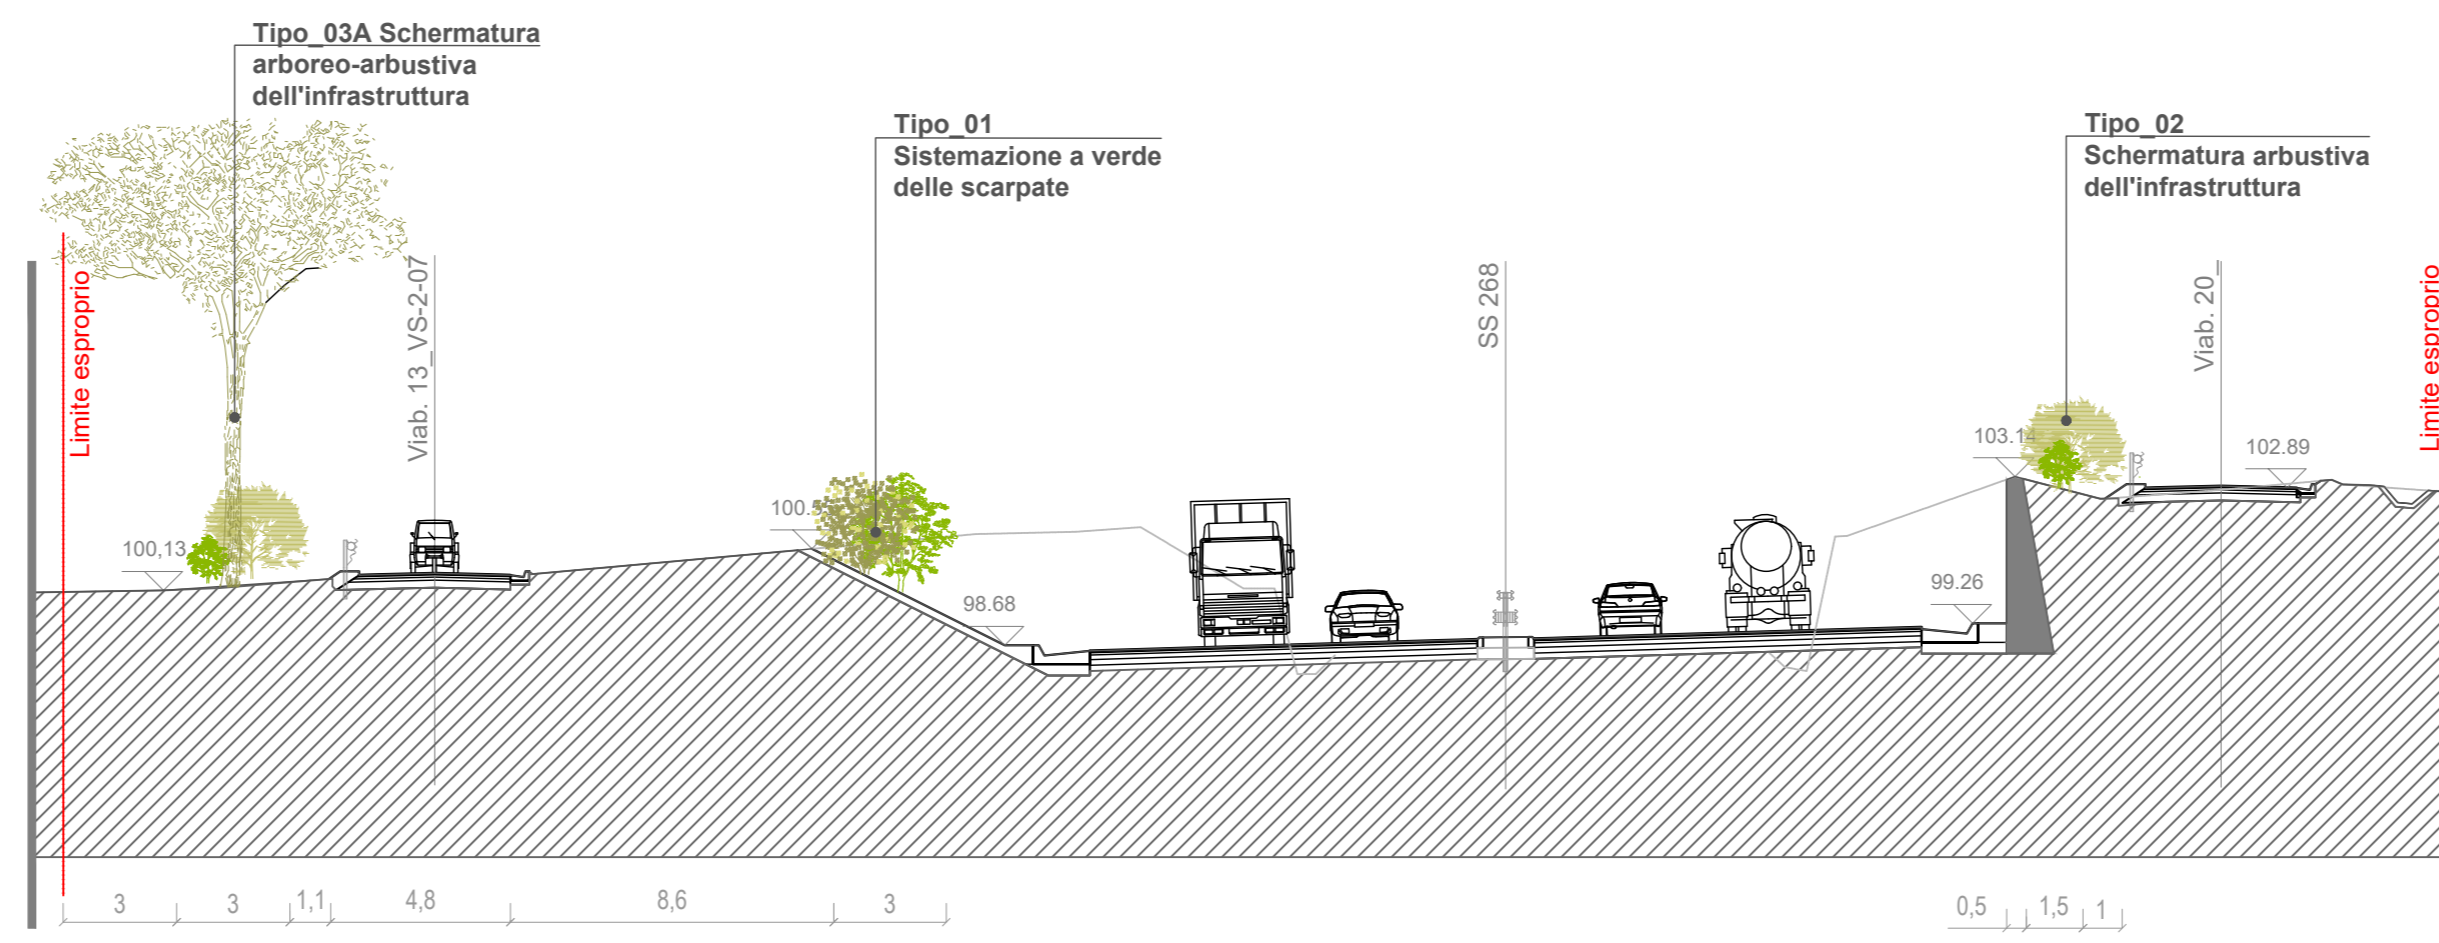 Tipo_03A Schermatura
arboreo-arbustiva
dell'infrastruttura
Tipo_01
Sistemazione a verde
delle scarpate
Tipo_02
Schermatura arbustiva
dell'infrastruttura
Limite esproprio
Viab. 13_VS-2-07
SS 268
Viab. 20_
Limite esproprio
100,13
100.
98.68
99.26
103.14
102.89
3
3
1,1
4,8
8,6
3
0,5
1,5
1